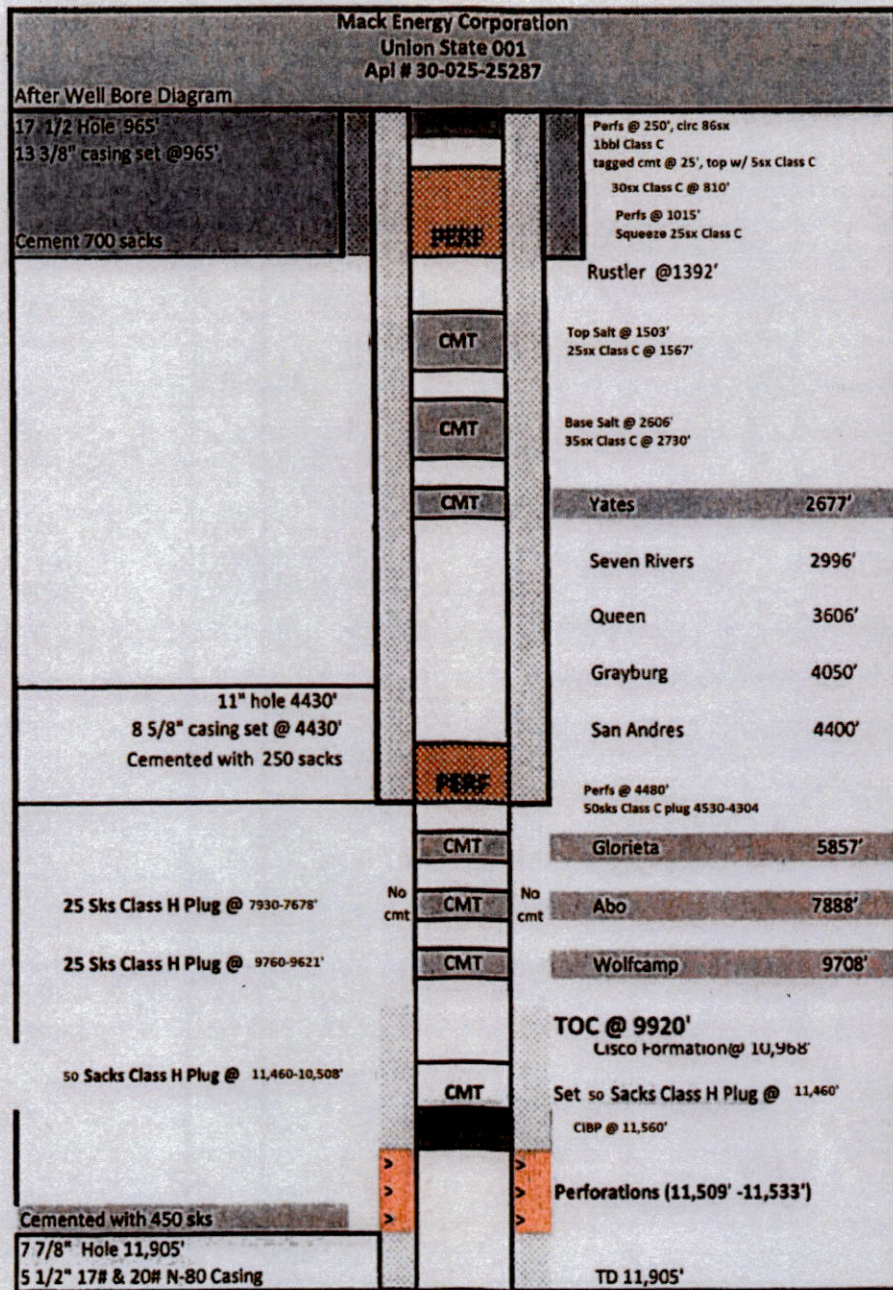 Mack Energy Corporation
Union State 001
Api # 30-025-25287
After Well Bore Diagram
17-1/2 Hole 965'
13 3/8" casing set @965'
Cement 700 sacks
Perfs @ 250', circ 86sx
1bbl Class C
tagged cmt @ 25', top w/ 5sx Class C
30sx Class C @ 810'
Perfs @ 1015'
Squeeze 25sx Class C
PERF
Rustler @1392'
CMT
Top Salt @ 1503'
25sx Class C @ 1567'
CMT
Base Salt @ 2606'
35sx Class C @ 2730'
CMT
Yates 2677'
Seven Rivers 2996'
Queen 3606'
Grayburg 4050'
San Andres 4400'
11" hole 4430'
8 5/8" casing set @ 4430'
Cemented with 250 sacks
PERF
Perfs @ 4480'
50sks Class C plug 4530-4304
CMT
Glorieta 5857'
25 Sks Class H Plug @ 7930-7678'
No
cmt
CMT
No
cmt
Abo 7888'
25 Sks Class H Plug @ 9760-9621'
CMT
Wolfcamp 9708'
TOC @ 9920'
Cisco Formation@ 10,968'
50 Sacks Class H Plug @ 11,460-10,508'
CMT
Set 50 Sacks Class H Plug @ 11,460'
CIBP @ 11,560'
>
>
>
>
>
>
Perforations (11,509' -11,533')
Cemented with 450 sks
7 7/8" Hole 11,905'
5 1/2" 17# & 20# N-80 Casing
TD 11,905'